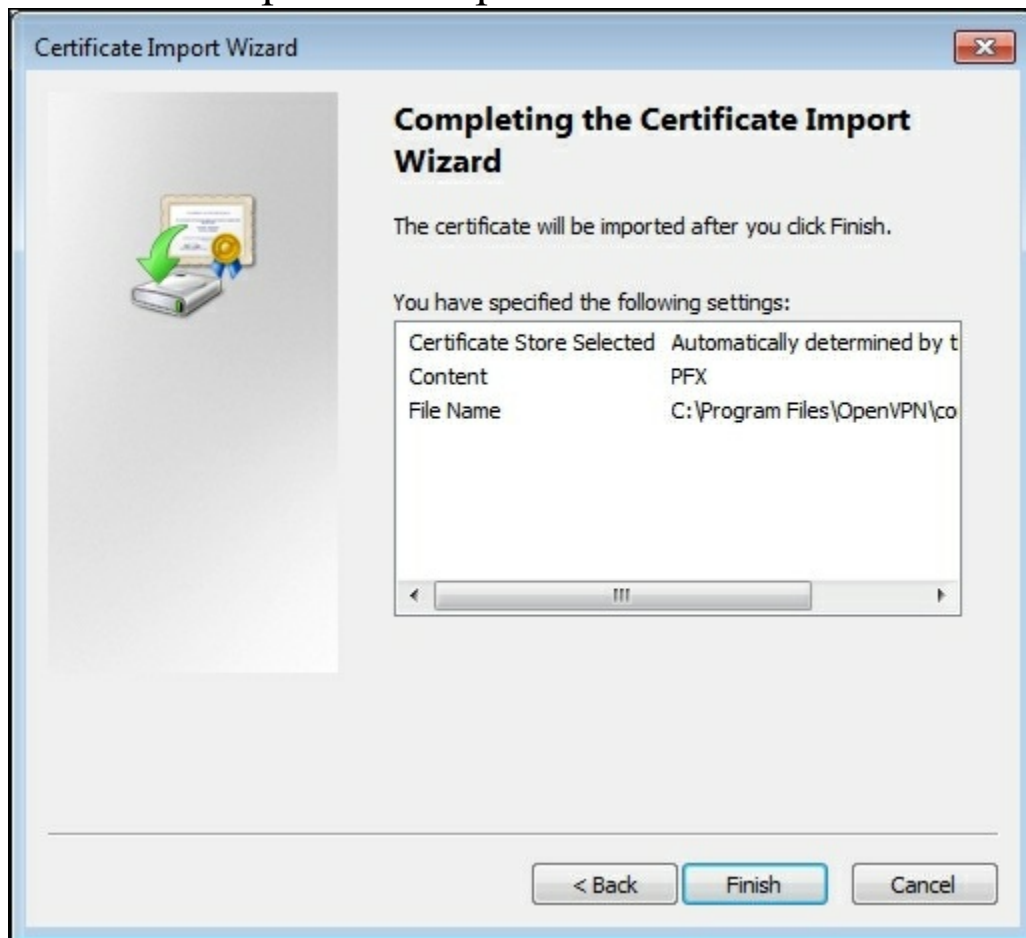 Certificate Import Wizard
Completing the Certificate Import
Wizard
The certificate will be imported after you click Finish.
You have specified the following settings:
Certificate Store Selected Automatically determined by t
Content PFX
File Name C:\Program Files\OpenVPN\co
< Back Finish Cancel